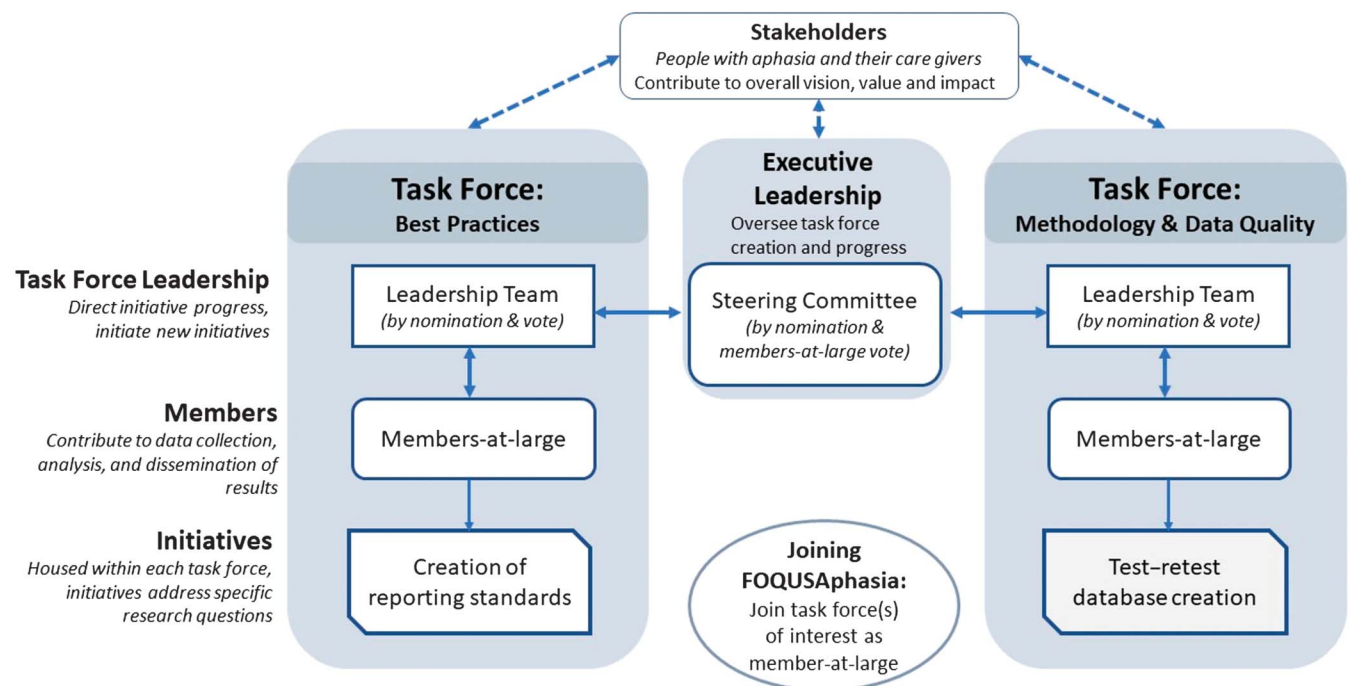 Stakeholders
People with aphasia and their care givers
Contribute to overall vision, value and impact
Task Force:
Best Practices
Executive
Leadership
Oversee task force
creation and progress
Task Force:
Methodology & Data Quality
Task Force Leadership
Direct initiative progress,
initiate new initiatives
Leadership Team
(by nomination & vote)
Steering Committee
(by nomination &
members-at-large vote)
Leadership Team
(by nomination & vote)
Members
Contribute to data collection,
analysis, and dissemination of
results
Members-at-large
Members-at-large
Initiatives
Housed within each task force,
initiatives address specific
research questions
Creation of
reporting standards
Joining
FOQUSAphasia:
Join task force(s)
of interest as
member-at-large
Test–retest
database creation